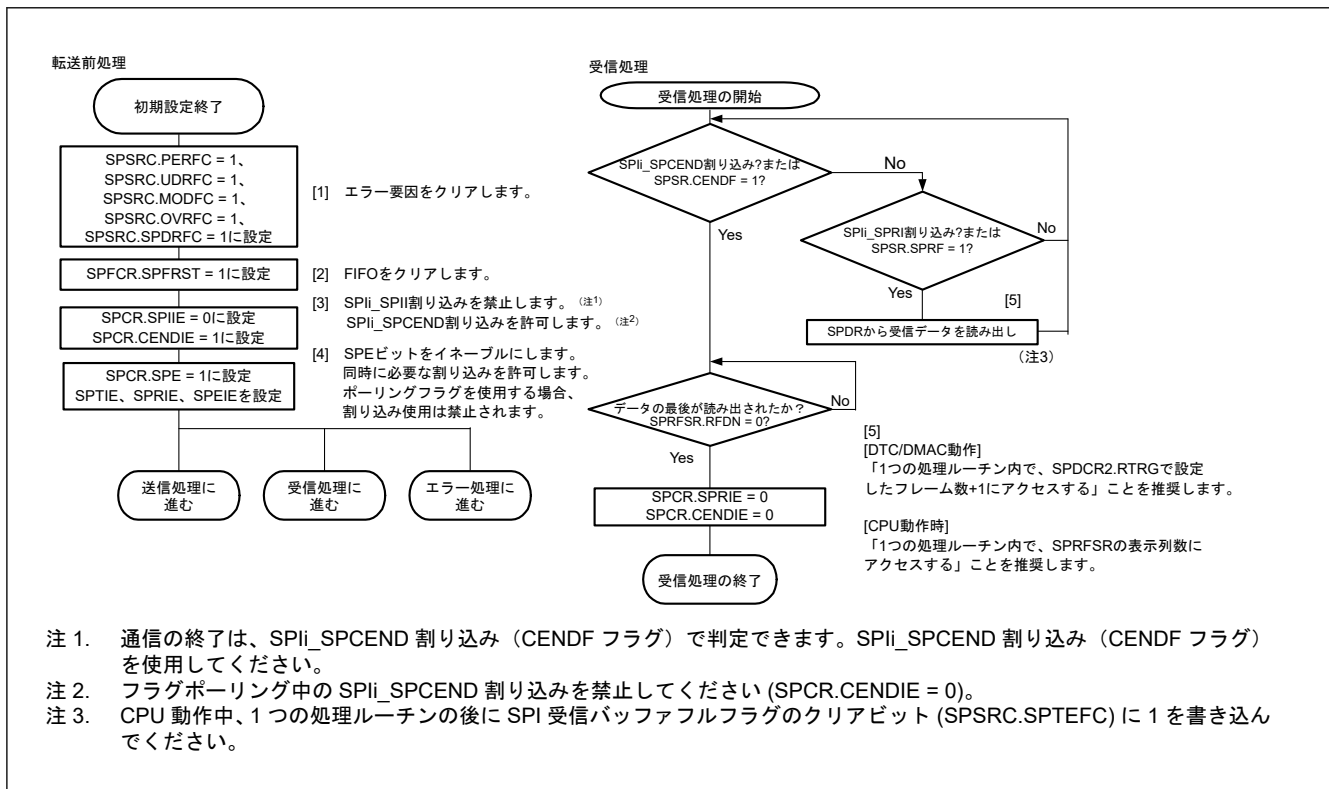 転送前処理
初期設定終了
SPSRC.PERFC = 1、
SPSRC.UDRFC = 1、
SPSRC.MODFC = 1、
SPSRC.OVRFC = 1、
SPSRC.SPDRFC = 1に設定
[1] エラー要因をクリアします。
SPFCR.SPFRST = 1に設定
[2] FIFOをクリアします。
SPCR.SPIIE = 0に設定
SPCR.CENDIE = 1に設定
[3] SPIi_SPII割り込みを禁止します。（注1）
SPIi_SPCEND割り込みを許可します。（注2）
SPCR.SPE = 1に設定
SPTIE、SPRIE、SPEIEを設定
[4] SPEビットをイネーブルにします。
同時に必要な割り込みを許可します。
ポーリングフラグを使用する場合、
割り込み使用は禁止されます。
送信処理に
進む
受信処理に
進む
エラー処理に
進む
受信処理
受信処理の開始
SPIi_SPCEND割り込み?または
SPSR.CENDF = 1?
No
Yes
SPIi_SPRI割り込み?または
SPSR.SPRF = 1?
No
Yes
[5]
SPDRから受信データを読み出し
（注3）
データの最後が読み出されたか？
SPRFSR.RFDN = 0?
No
Yes
SPCR.SPRIE = 0
SPCR.CENDIE = 0
受信処理の終了
[5]
[DTC/DMAC動作]
「1つの処理ルーチン内で、SPDCR2.RTRGで設定
したフレーム数+1にアクセスする」ことを推奨します。
[CPU動作時]
「1つの処理ルーチン内で、SPRFSRの表示列数に
アクセスする」ことを推奨します。
注 1. 通信の終了は、SPIi_SPCEND 割り込み（CENDF フラグ）で判定できます。SPIi_SPCEND 割り込み（CENDF フラグ）
を使用してください。
注 2. フラグポーリング中の SPIi_SPCEND 割り込みを禁止してください (SPCR.CENDIE = 0)。
注 3. CPU 動作中、1 つの処理ルーチンの後に SPI 受信バッファフルフラグのクリアビット (SPSRC.SPTEFC) に 1 を書き込ん
でください。